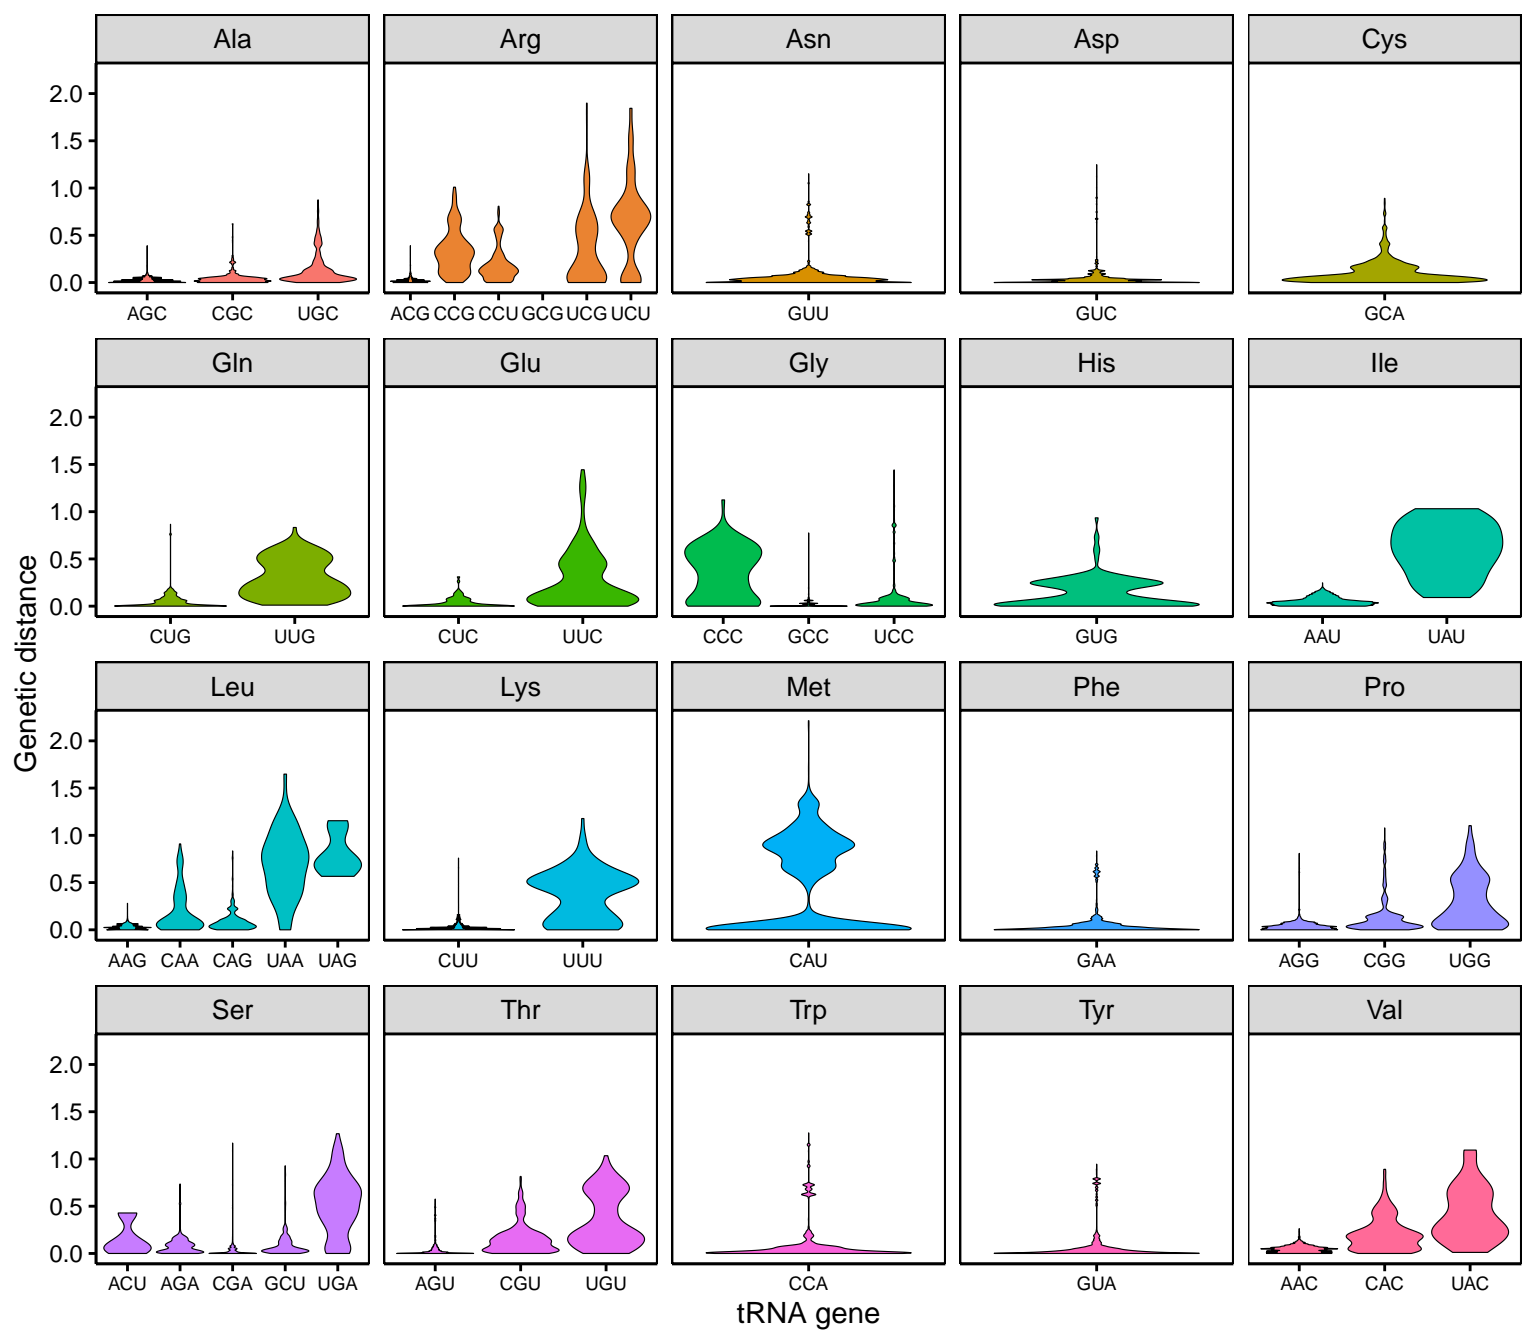 Ala Arg Asn Asp Cys
2.0
1.5
1.0
0.5
0.0
AGC CGC UGC ACG CCG CCU GCG UCG UCU GUU GUC GCA
Gln Glu Gly His Ile
2.0
1.5
1.0
0.5
0.0
CUG UUG CUC UUC CCC GCC UCC GUG AAU UAU
Genetic distance
Leu Lys Met Phe Pro
2.0
1.5
1.0
0.5
0.0
AAG CAA CAG UAA UAG CUU UUU CAU GAA AGG CGG UGG
Ser Thr Trp Tyr Val
2.0
1.5
1.0
0.5
0.0
ACU AGA CGA GCU UGA AGU CGU UGU CCA GUA AAC CAC UAC
tRNA gene